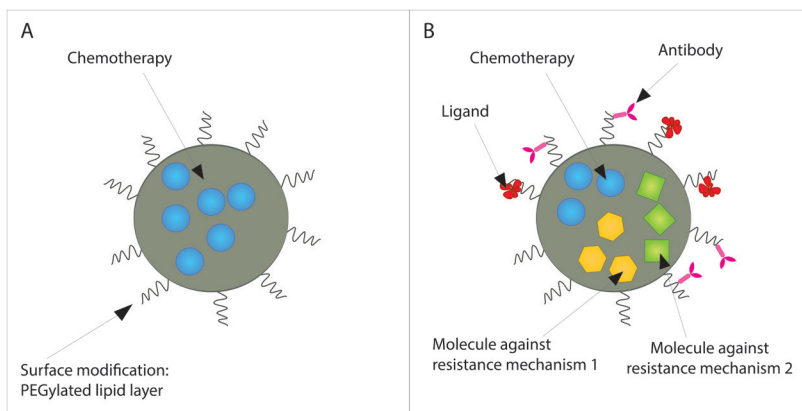 A
Chemotherapy
Surface modification:
PEGylated lipid layer
B
Chemotherapy
Antibody
Ligand
Molecule against
resistance mechanism 1
Molecule against
resistance mechanism 2